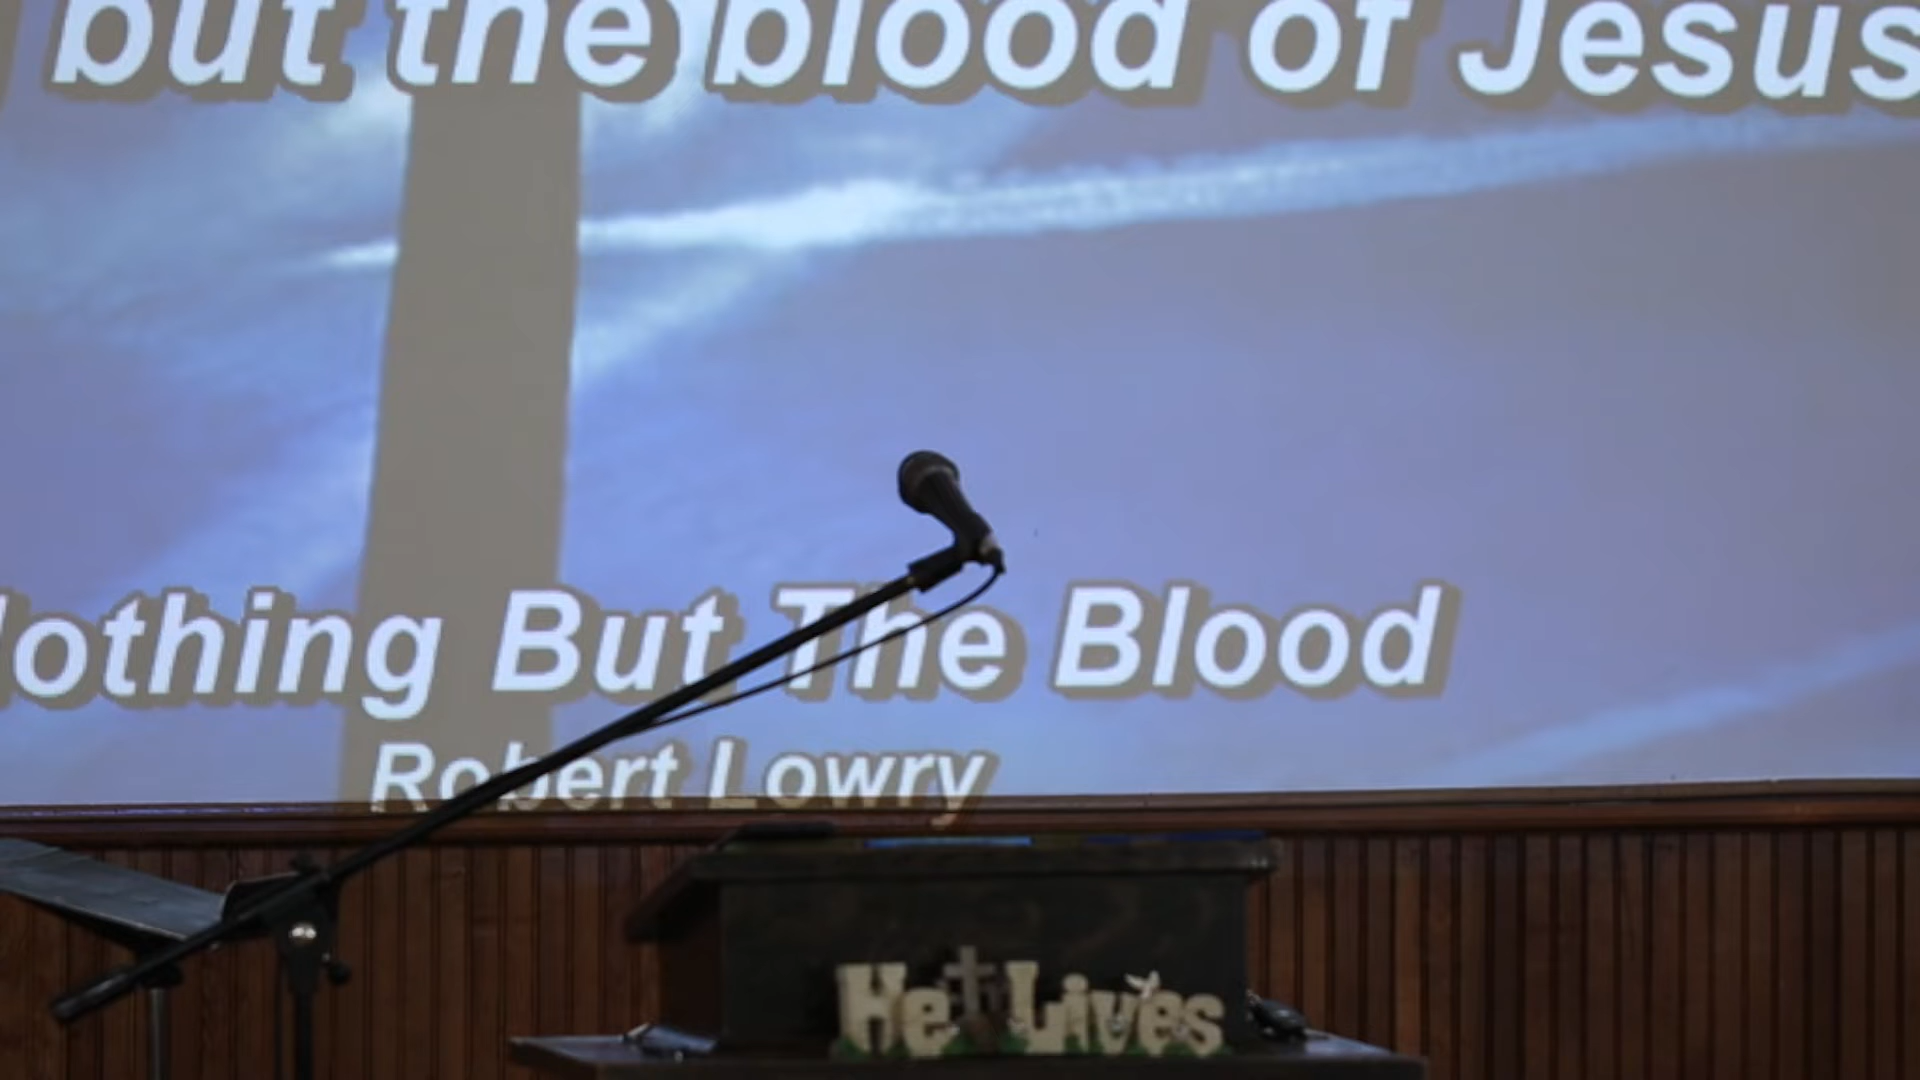 but the blood of Jesus
Nothing But The Blood
Robert Lowry
He Lives